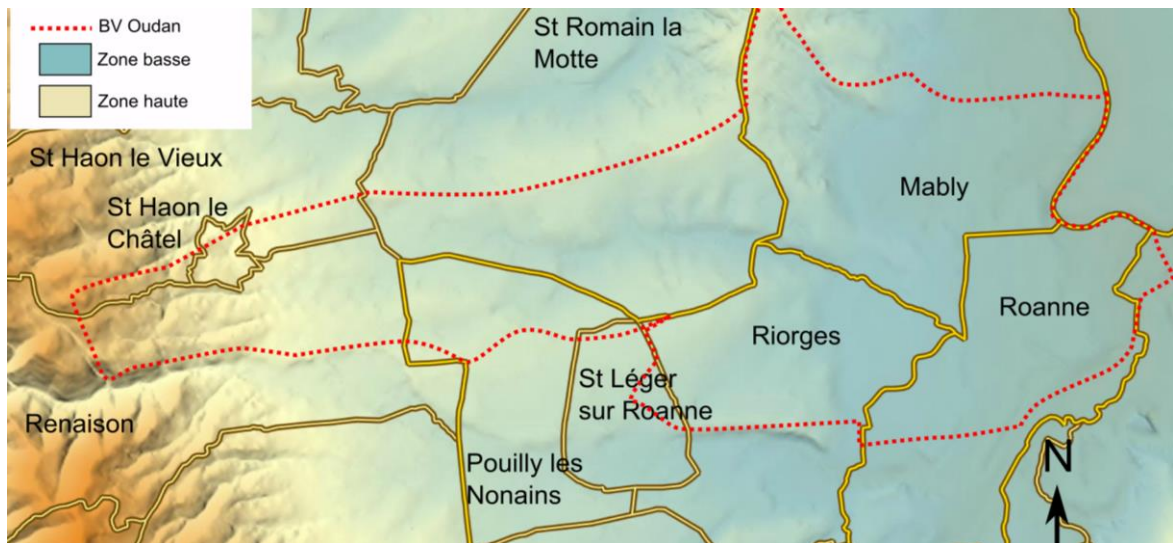 BV Oudan
Zone basse
Zone haute
St Romain la
Motte
St Haon le Vieux
St Haon le
Châtel
Mably
Roanne
Riorges
St Léger
sur Roanne
Renaison
Pouilly les
Nonains
N